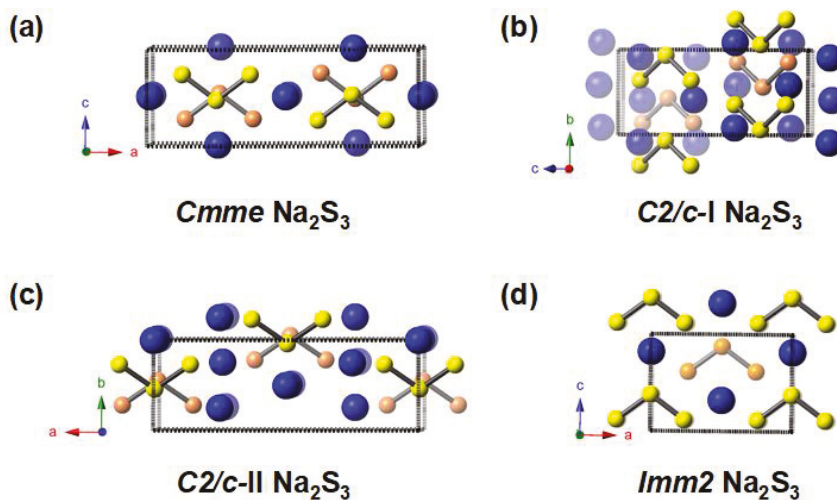 (a)
c
a
Cmme Na₂S₃
(b)
b
c
C2/c-I Na₂S₃
(c)
b
a
C2/c-II Na₂S₃
(d)
c
a
Imm2 Na₂S₃